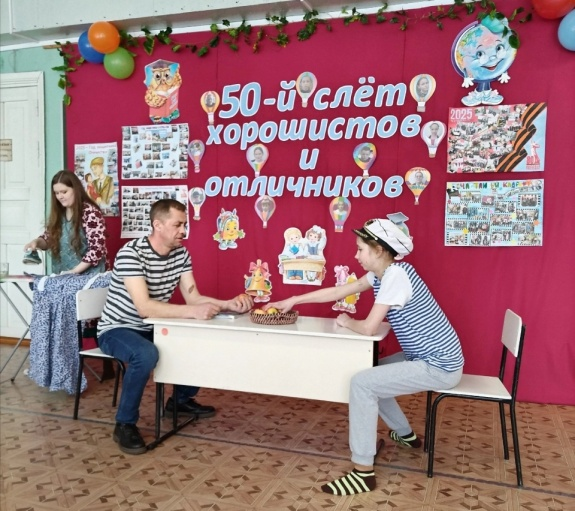 50-й слёт
хорошистов
и
отличников
2025